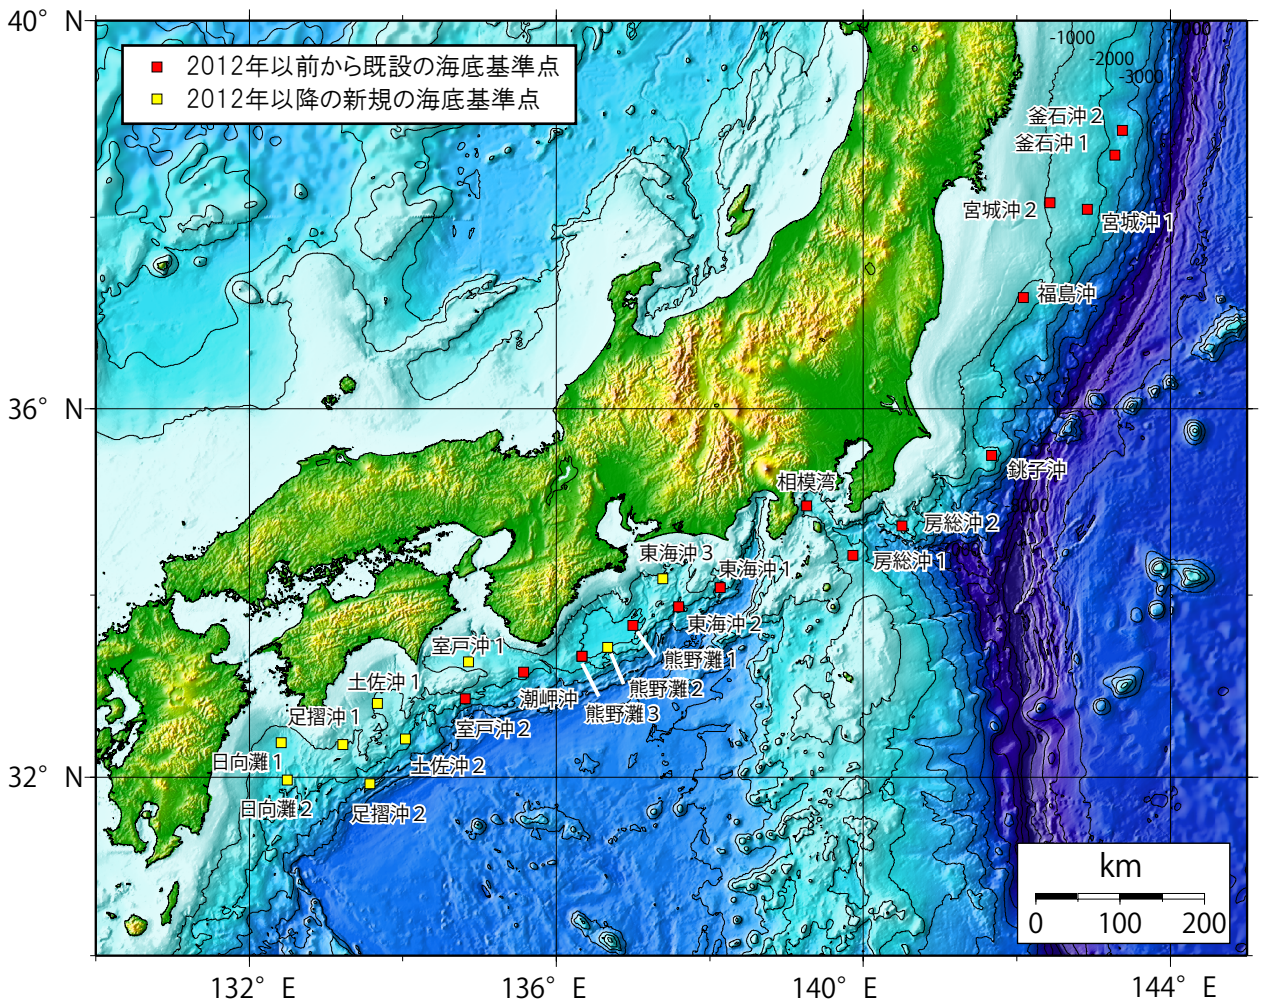 40° N
2012年以前から既設の海底基準点
2012年以降の新規の海底基準点
-1000
-2000
-3000
-7000
釜石沖2
釜石沖1
宮城沖2
宮城沖1
福島沖
36° N
銚子沖
相模湾
房総沖2
房総沖1
東海沖3
東海沖1
東海沖2
熊野灘1
熊野灘2
熊野灘3
室戸沖1
潮岬沖
室戸沖2
土佐沖1
足摺沖1
土佐沖2
日向灘1
32° N
日向灘2
足摺沖2
km
0 100 200
132° E
136° E
140° E
144° E